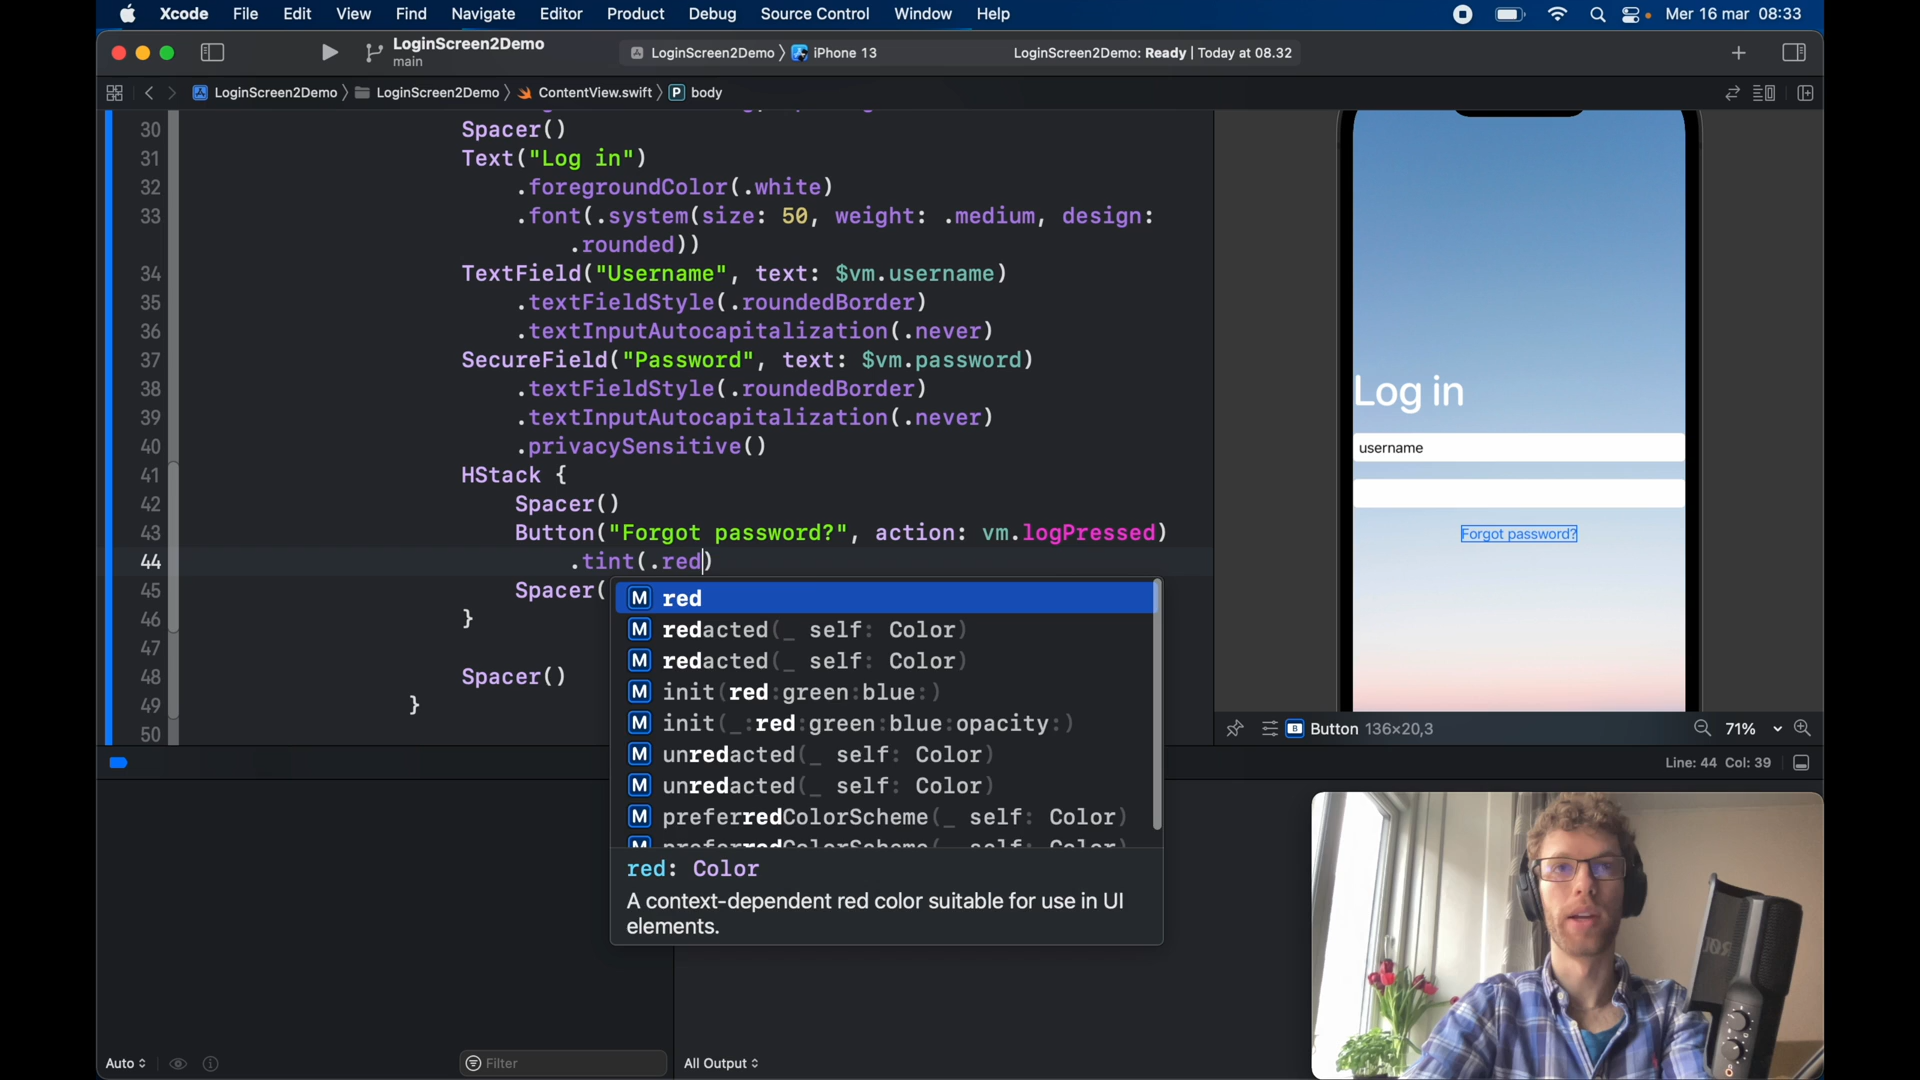 Xcode File Edit View Find Navigate Editor Product Debug Source Control Window Help Mer 16 mar 08:33
LoginScreen2Demo
main
LoginScreen2Demo iPhone 13 LoginScreen2Demo: Ready | Today at 08.32
LoginScreen2Demo LoginScreen2Demo ContentView.swift P body
30 Spacer()
31 Text("Log in")
32 .foregroundColor(.white)
33 .font(.system(size: 50, weight: .medium, design:
.rounded))
34 TextField("Username", text: $vm.username)
35 .textFieldStyle(.roundedBorder)
36 .textInputAutocapitalization(.never)
37 SecureField("Password", text: $vm.password)
38 .textFieldStyle(.roundedBorder)
39 .textInputAutocapitalization(.never)
40 .privacySensitive()
41 HStack {
42 Spacer()
43 Button("Forgot password?", action: vm.logPressed)
44 .tint(.red)
45 Spacer(
46 }
47
48 Spacer()
49 }
50
M red
M redacted(_ self: Color)
M redacted(_ self: Color)
M init(red:green:blue:)
M init(_:red:green:blue:opacity:)
M unredacted(_ self: Color)
M unredacted(_ self: Color)
M preferredColorScheme(_ self: Color)
M preferredColorScheme(_ self: Color)
red: Color
A context-dependent red color suitable for use in UI
elements.
Log in
username
Forgot password?
B Button 136x20,3 71%
Line: 44 Col: 39
Auto Filter All Output